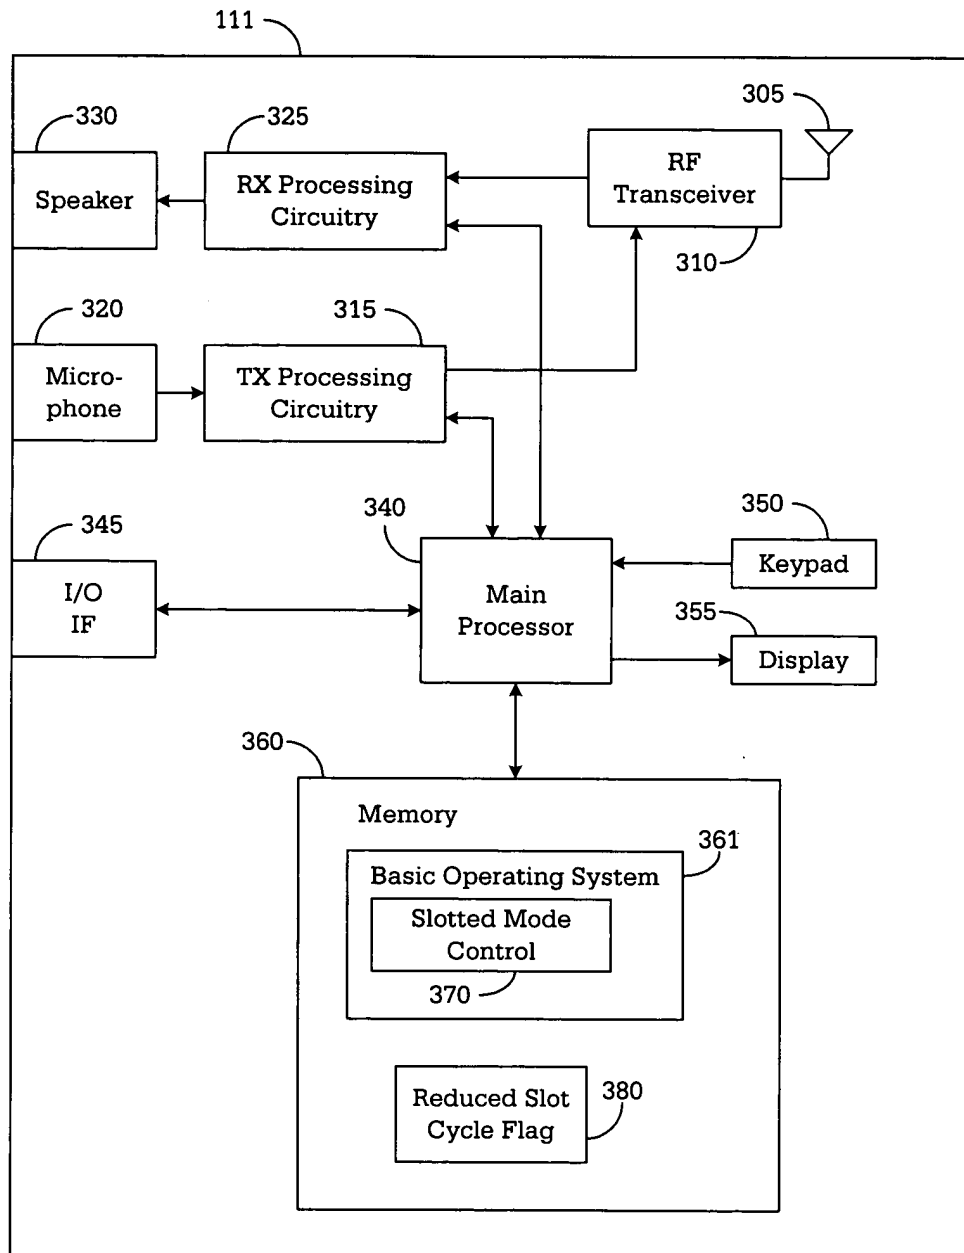 111
330
325
305
Speaker
RX Processing
Circuitry
RF
Transceiver
310
320
315
Micro-
phone
TX Processing
Circuitry
345
340
350
I/O
IF
Main
Processor
Keypad
355
Display
360
Memory
361
Basic Operating System
Slotted Mode
Control
370
Reduced Slot
Cycle Flag
380